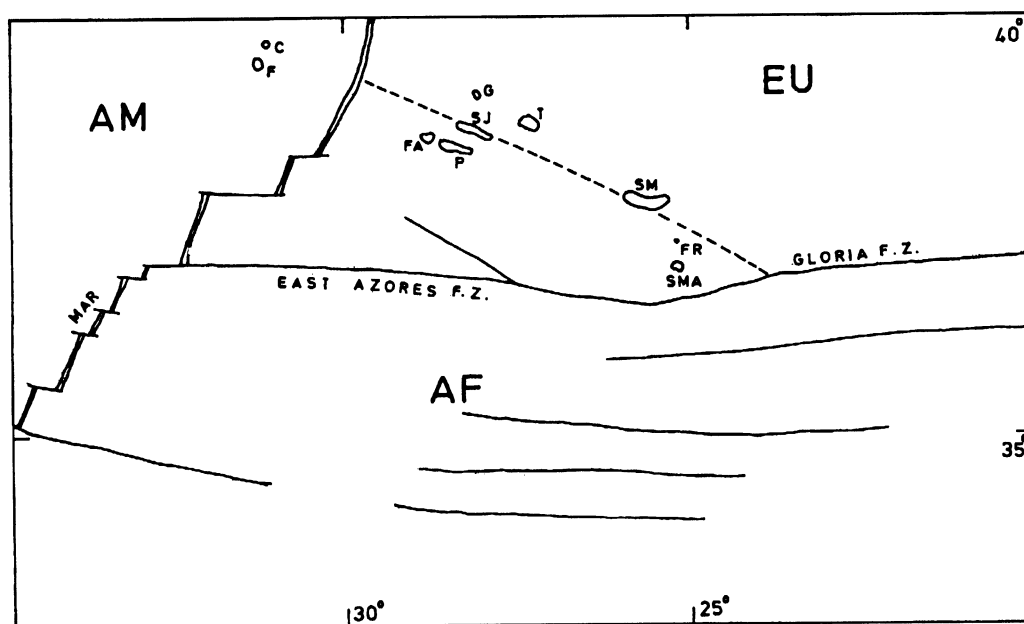 40°
C
F
EU
G
AM
SJ
T
FA
P
SM
FR
GLORIA F.Z.
SMA
EAST AZORES F.Z.
MAR
AF
35
30°
25°